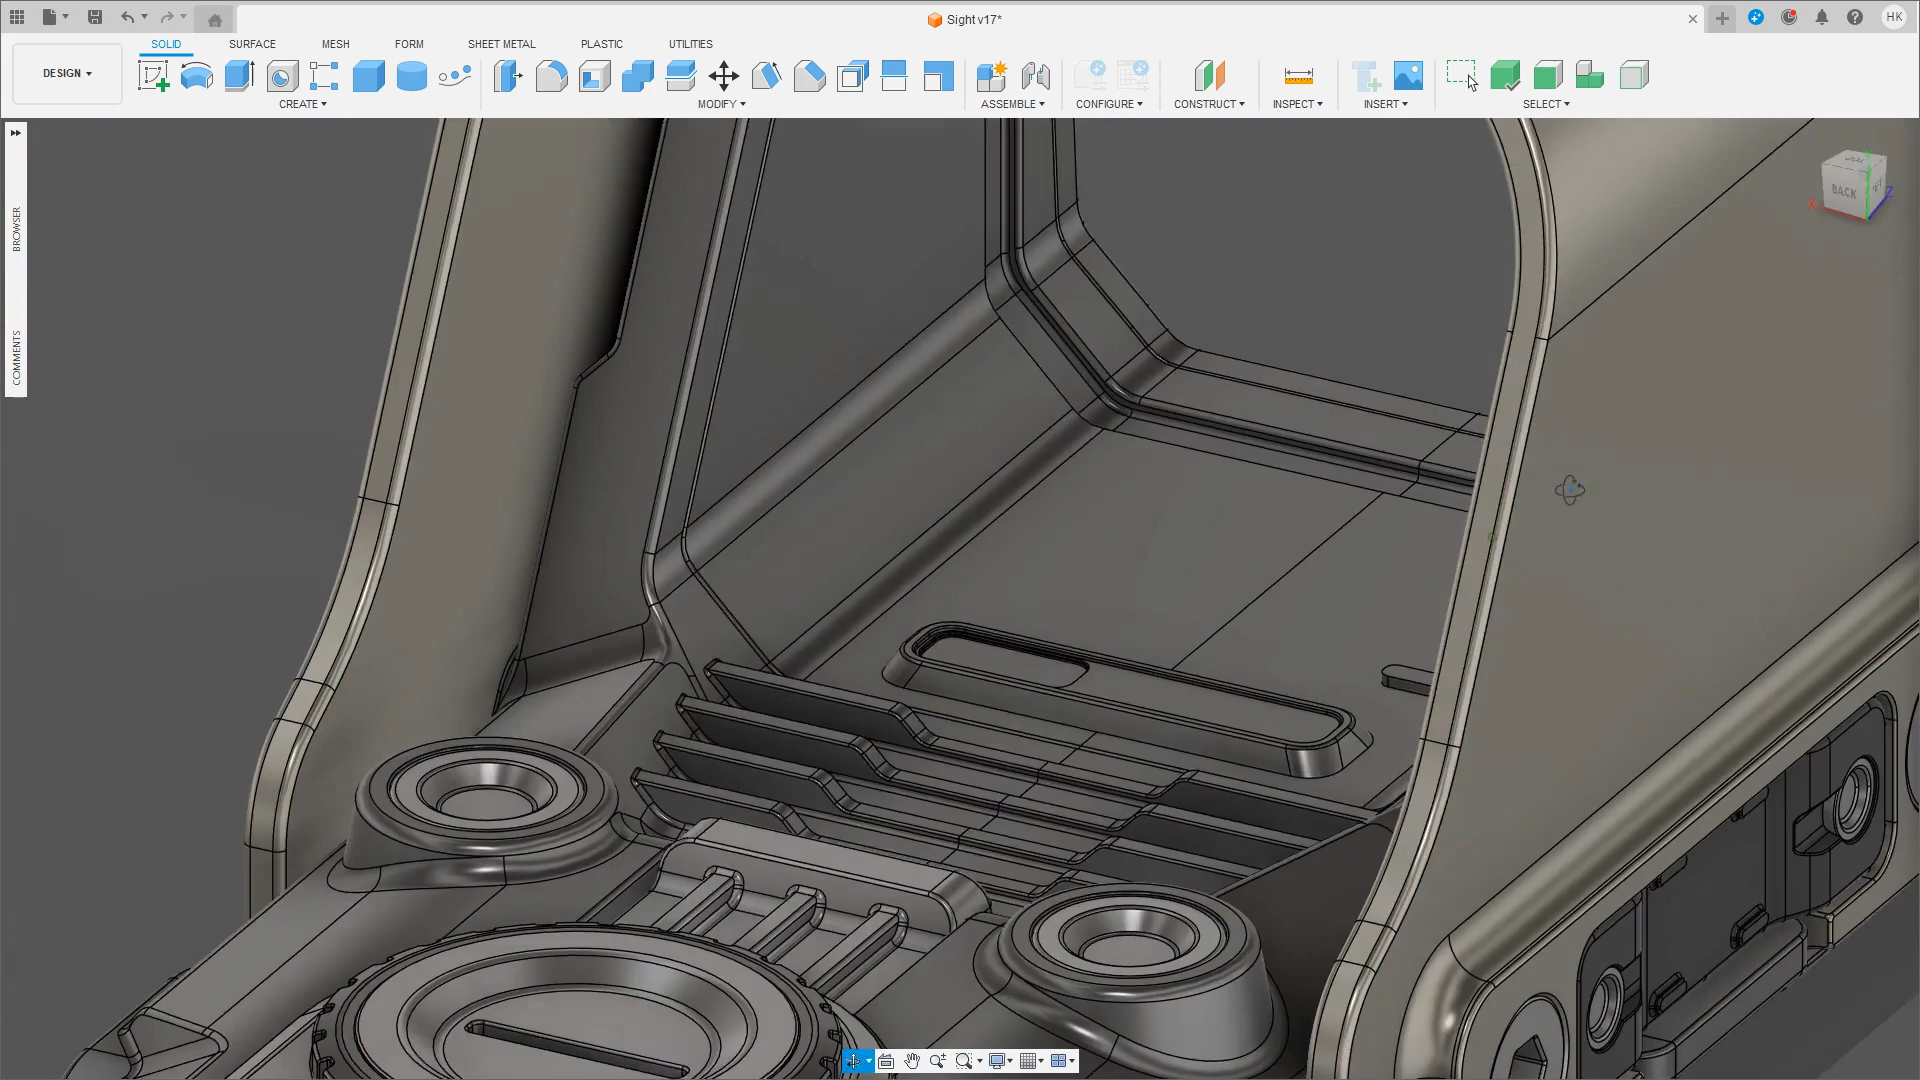 Sight v17*
HK
DESIGN
SOLID SURFACE MESH FORM SHEET METAL PLASTIC UTILITIES
CREATE MODIFY ASSEMBLE CONFIGURE CONSTRUCT INSPECT INSERT SELECT
BROWSER
COMMENTS
BACK
X
Z